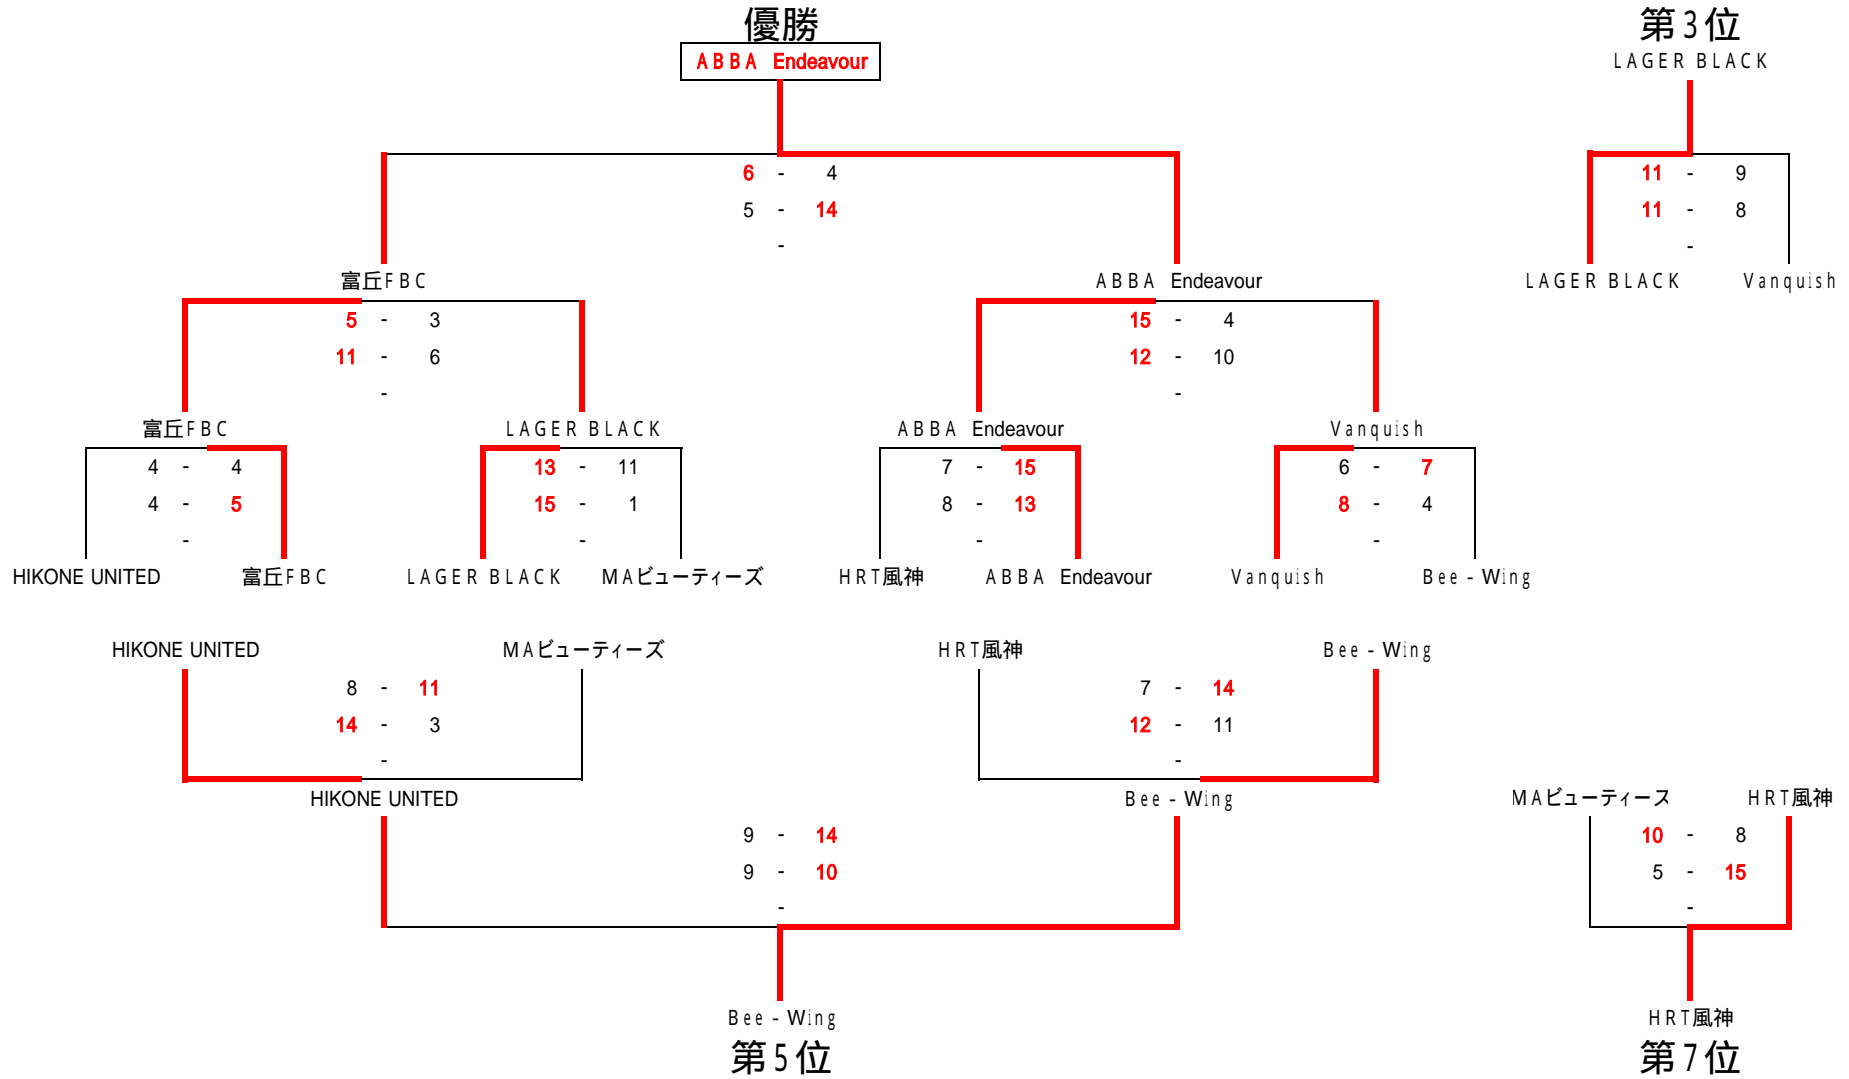 優勝 第3位
ABBA Endeavour LAGER BLACK
6 - 4 11 - 9
5 - 14 11 - 8
- -
富丘FBC ABBA Endeavour LAGER BLACK Vanquish
5 - 3 15 - 4
11 - 6 12 - 10
- -
富丘FBC LAGER BLACK ABBA Endeavour Vanquish
4 - 4 13 - 11 7 - 15 6 - 7
4 - 5 15 - 1 8 - 13 8 - 4
- - - -
HIKONE UNITED 富丘FBC LAGER BLACK MAビューティーズ HRT風神 ABBA Endeavour Vanquish Bee-Wing
HIKONE UNITED MAビューティーズ HRT風神 Bee-Wing
8 - 11 7 - 14
14 - 3 12 - 11
- -
HIKONE UNITED Bee-Wing MAビューティーズ HRT風神
9 - 14 10 - 8
9 - 10 5 - 15
- -
Bee-Wing HRT風神
第5位 第7位